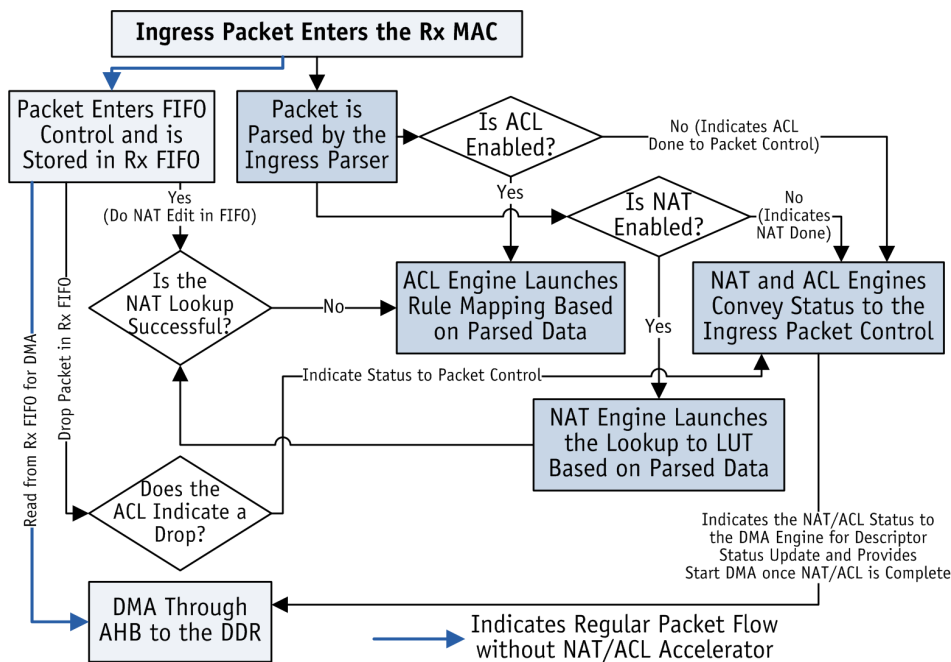 Ingress Packet Enters the Rx MAC
Packet Enters FIFO
Control and is
Stored in Rx FIFO
Packet is
Parsed by the
Ingress Parser
Is ACL
Enabled?
No (Indicates ACL
Done to Packet Control)
Yes
(Do NAT Edit in FIFO)
Yes
Is NAT
Enabled?
No
(Indicates
NAT Done)
Is the
NAT Lookup
Successful?
No
ACL Engine Launches
Rule Mapping Based
on Parsed Data
Yes
NAT and ACL Engines
Convey Status to the
Ingress Packet Control
Read from Rx FIFO for DMA
Drop Packet in Rx FIFO
Indicate Status to Packet Control
NAT Engine Launches
the Lookup to LUT
Based on Parsed Data
Does the
ACL Indicate a
Drop?
Indicates the NAT/ACL Status to
the DMA Engine for Descriptor
Status Update and Provides
Start DMA once NAT/ACL is Complete
DMA Through
AHB to the DDR
Indicates Regular Packet Flow
without NAT/ACL Accelerator